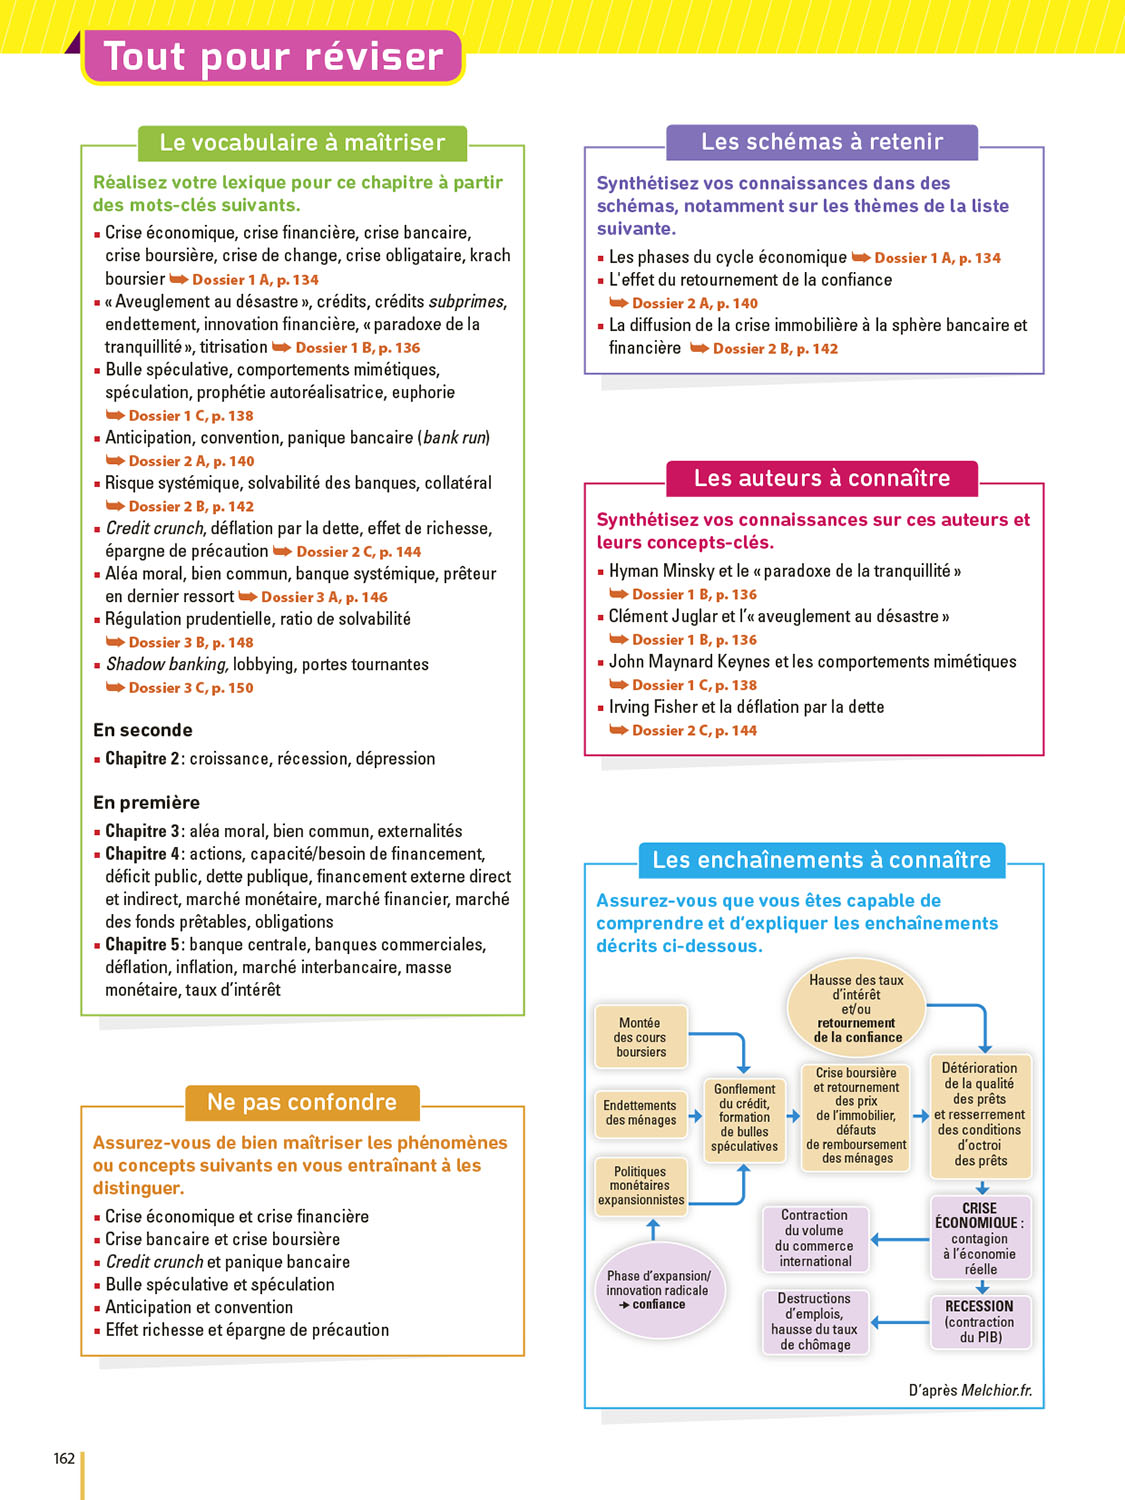 Tout pour réviser
Le vocabulaire à maîtriser
Réalisez votre lexique pour ce chapitre à partir
des mots-clés suivants.
▪ Crise économique, crise financière, crise bancaire,
crise boursière, crise de change, crise obligataire, krach
boursier ➥ Dossier 1 A, p. 134
▪ « Aveuglement au désastre », crédits, crédits subprimes,
endettement, innovation financière, « paradoxe de la
tranquillité », titrisation ➥ Dossier 1 B, p. 136
▪ Bulle spéculative, comportements mimétiques,
spéculation, prophétie autoréalisatrice, euphorie
➥ Dossier 1 C, p. 138
▪ Anticipation, convention, panique bancaire (bank run)
➥ Dossier 2 A, p. 140
▪ Risque systémique, solvabilité des banques, collatéral
➥ Dossier 2 B, p. 142
▪ Credit crunch, déflation par la dette, effet de richesse,
épargne de précaution ➥ Dossier 2 C, p. 144
▪ Aléa moral, bien commun, banque systémique, prêteur
en dernier ressort ➥ Dossier 3 A, p. 146
▪ Régulation prudentielle, ratio de solvabilité
➥ Dossier 3 B, p. 148
▪ Shadow banking, lobbying, portes tournantes
➥ Dossier 3 C, p. 150
En seconde
▪ Chapitre 2 : croissance, récession, dépression
En première
▪ Chapitre 3 : aléa moral, bien commun, externalités
▪ Chapitre 4 : actions, capacité/besoin de financement,
déficit public, dette publique, financement externe direct
et indirect, marché monétaire, marché financier, marché
des fonds prêtables, obligations
▪ Chapitre 5 : banque centrale, banques commerciales,
déflation, inflation, marché interbancaire, masse
monétaire, taux d'intérêt
Ne pas confondre
Assurez-vous de bien maîtriser les phénomènes
ou concepts suivants en vous entraînant à les
distinguer.
▪ Crise économique et crise financière
▪ Crise bancaire et crise boursière
▪ Credit crunch et panique bancaire
▪ Bulle spéculative et spéculation
▪ Anticipation et convention
▪ Effet richesse et épargne de précaution
Les schémas à retenir
Synthétisez vos connaissances dans des
schémas, notamment sur les thèmes de la liste
suivante.
▪ Les phases du cycle économique ➥ Dossier 1 A, p. 134
▪ L'effet du retournement de la confiance
➥ Dossier 2 A, p. 140
▪ La diffusion de la crise immobilière à la sphère bancaire et
financière ➥ Dossier 2 B, p. 142
Les auteurs à connaître
Synthétisez vos connaissances sur ces auteurs et
leurs concepts-clés.
▪ Hyman Minsky et le « paradoxe de la tranquillité »
➥ Dossier 1 B, p. 136
▪ Clément Juglar et l'« aveuglement au désastre »
➥ Dossier 1 B, p. 136
▪ John Maynard Keynes et les comportements mimétiques
➥ Dossier 1 C, p. 138
▪ Irving Fisher et la déflation par la dette
➥ Dossier 2 C, p. 144
Les enchaînements à connaître
Assurez-vous que vous êtes capable de
comprendre et d'expliquer les enchaînements
décrits ci-dessous.
Hausse des taux
d'intérêt
et/ou
retournement
de la confiance
Montée
des cours
boursiers
Endettements
des ménages
Politiques
monétaires
expansionnistes
Phase d'expansion/
innovation radicale
➔ confiance
Gonflement
du crédit,
formation
de bulles
spéculatives
Crise boursière
et retournement
des prix
de l'immobilier,
défauts
de remboursement
des ménages
Détérioration
de la qualité
des prêts
et resserrement
des conditions
d'octroi
des prêts
CRISE
ÉCONOMIQUE :
contagion
à l'économie
réelle
Contraction
du volume
du commerce
international
RECESSION
(contraction
du PIB)
Destructions
d'emplois,
hausse du taux
de chômage
D'après Melchior.fr.
162